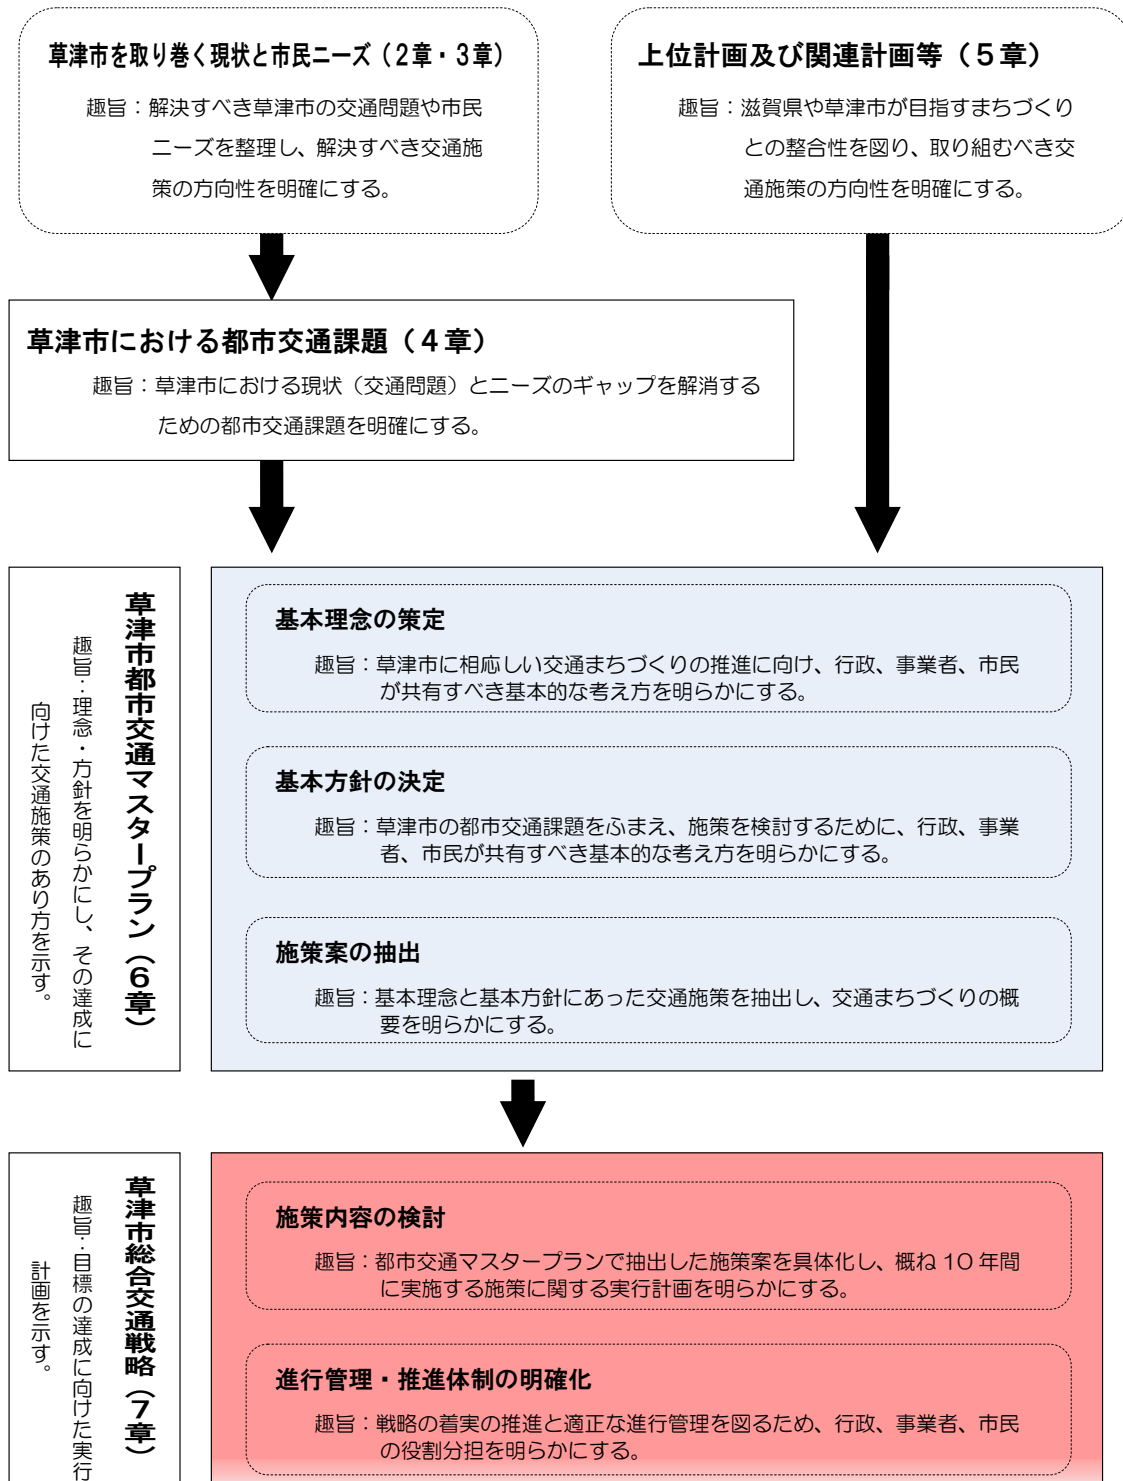 草津市を取り巻く現状と市民ニーズ（２章・３章）
趣旨：解決すべき草津市の交通問題や市民
ニーズを整理し、解決すべき交通施
策の方向性を明確にする。
上位計画及び関連計画等（５章）
趣旨：滋賀県や草津市が目指すまちづくり
との整合性を図り、取り組むべき交
通施策の方向性を明確にする。
草津市における都市交通課題（４章）
趣旨：草津市における現状（交通問題）とニーズのギャップを解消する
ための都市交通課題を明確にする。
草津市都市交通マスタープラン（６章）
趣旨：理念・方針を明らかにし、その達成に
向けた交通施策のあり方を示す。
基本理念の策定
趣旨：草津市に相応しい交通まちづくりの推進に向け、行政、事業者、市民
が共有すべき基本的な考え方を明らかにする。
基本方針の決定
趣旨：草津市の都市交通課題をふまえ、施策を検討するために、行政、事業
者、市民が共有すべき基本的な考え方を明らかにする。
施策案の抽出
趣旨：基本理念と基本方針にあった交通施策を抽出し、交通まちづくりの概
要を明らかにする。
草津市総合交通戦略（７章）
趣旨：目標の達成に向けた実行
計画を示す。
施策内容の検討
趣旨：都市交通マスタープランで抽出した施策案を具体化し、概ね 10 年間
に実施する施策に関する実行計画を明らかにする。
進行管理・推進体制の明確化
趣旨：戦略の着実の推進と適正な進行管理を図るため、行政、事業者、市民
の役割分担を明らかにする。